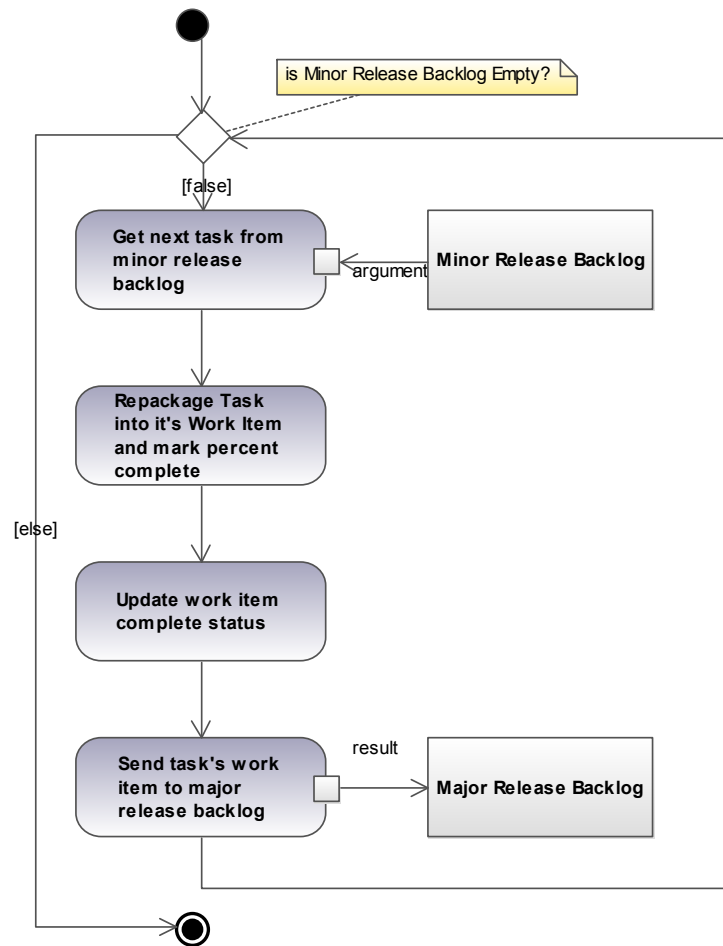 is Minor Release Backlog Empty?
[false]
Get next task from
minor release
backlog
argument
Minor Release Backlog
Repackage Task
into it's Work Item
and mark percent
complete
[else]
Update work item
complete status
Send task's work
item to major
release backlog
result
Major Release Backlog